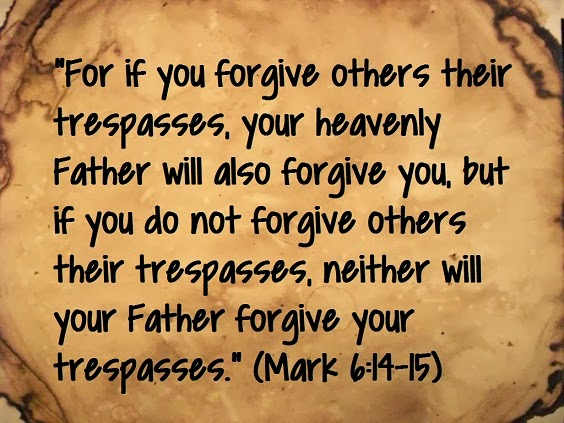 "For if you forgive others their
trespasses, your heavenly
Father will also forgive you, but
if you do not forgive others
their trespasses, neither will
your Father forgive your
trespasses." (Mark 6:14-15)